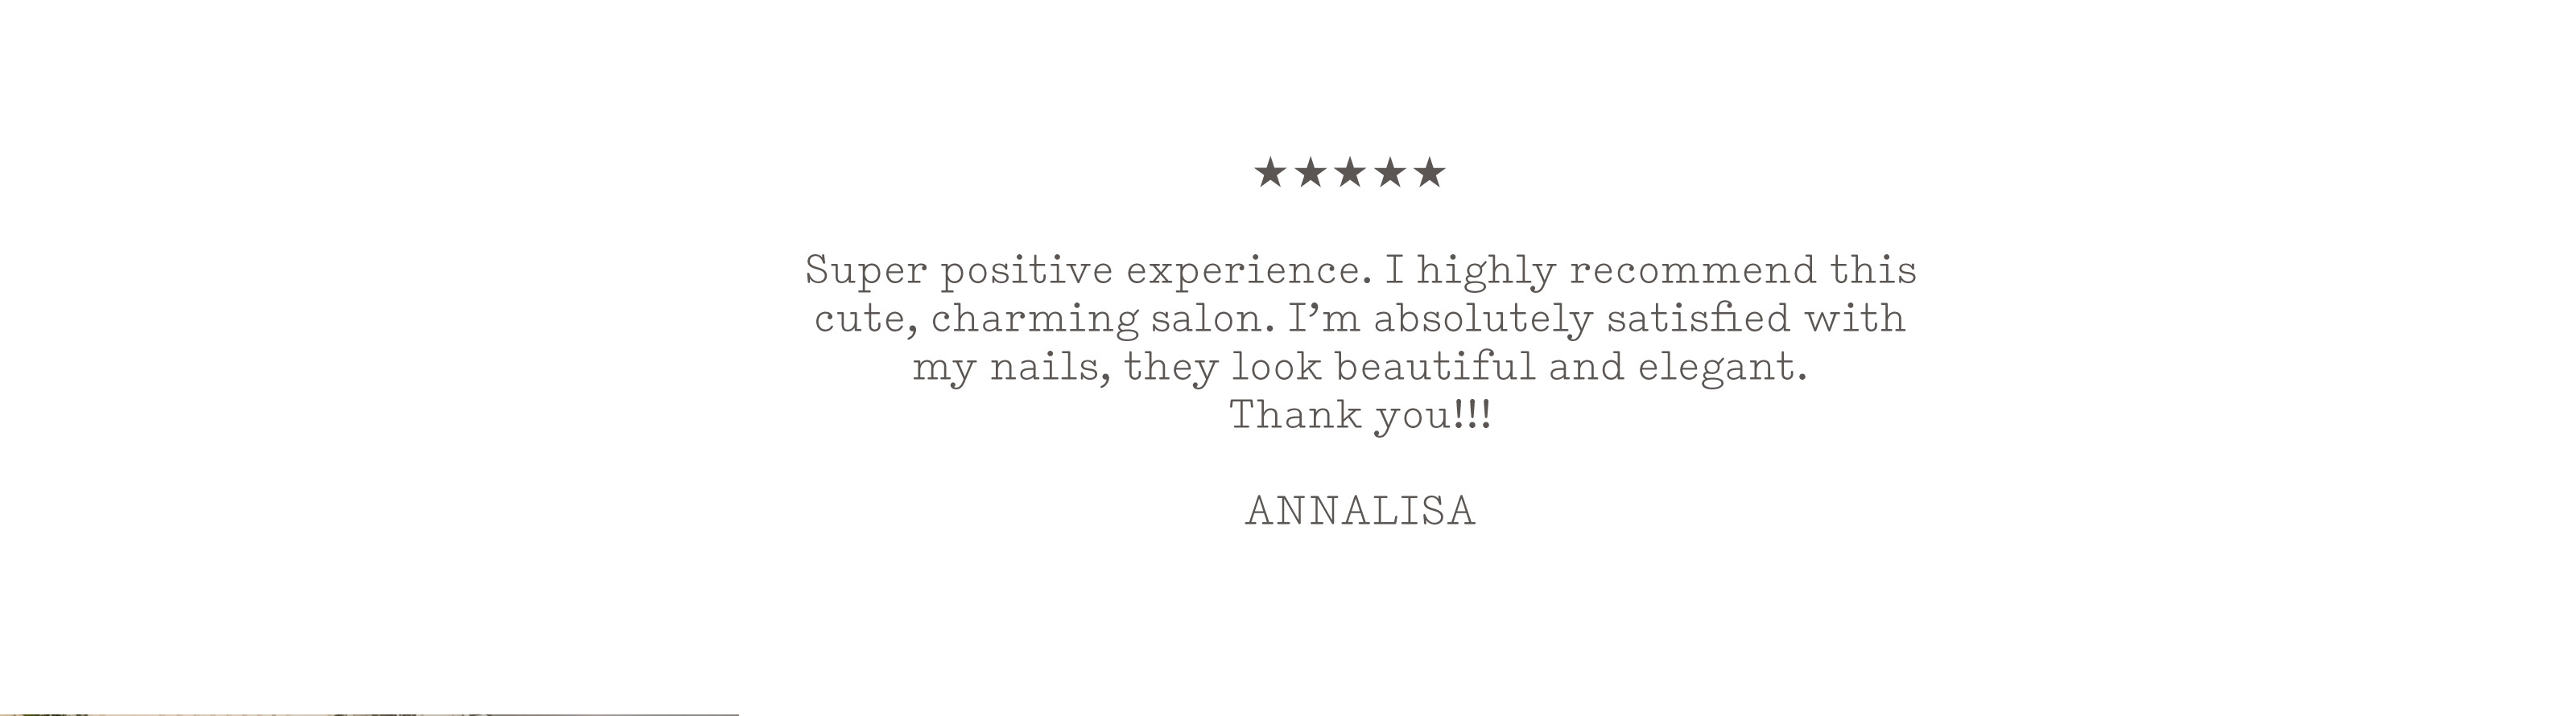 ★★★★★
Super positive experience. I highly recommend this
cute, charming salon. I’m absolutely satisfied with
my nails, they look beautiful and elegant.
Thank you!!!
ANNALISA